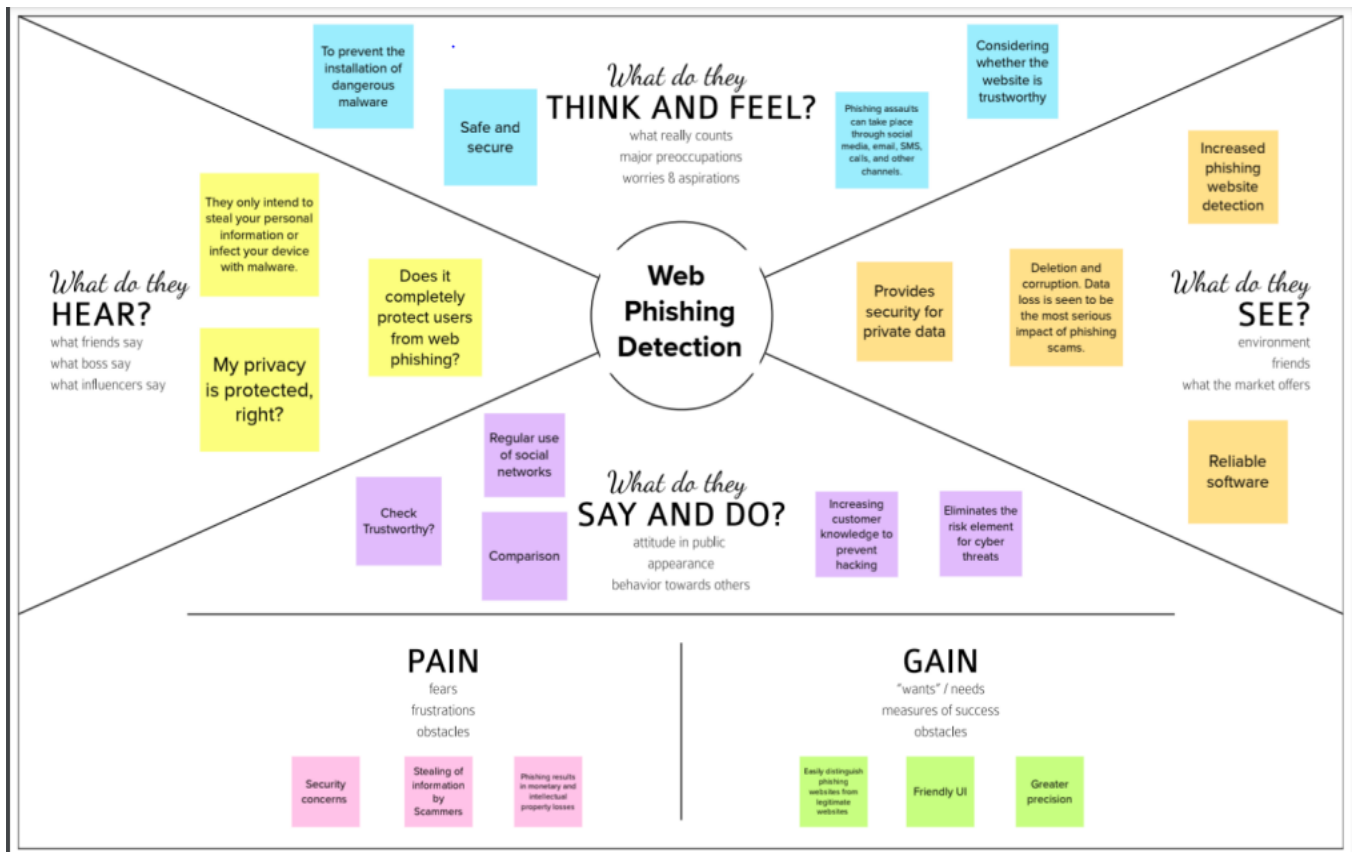 To prevent the
installation of
dangerous
malware
Safe and
secure
What do they
THINK AND FEEL?
what really counts
major preoccupations
worries & aspirations
Phishing assaults
can take place
through social
media, email, SMS,
calls, and other
channels.
Considering
whether the
website is
trustworthy
What do they
HEAR?
what friends say
what boss say
what influencers say
They only intend to
steal your personal
information or
infect your device
with malware.
Does it
completely
protect users
from web
phishing?
My privacy
is protected,
right?
Web
Phishing
Detection
Increased
phishing
website
detection
Provides
security for
private data
Deletion and
corruption. Data
loss is seen to be
the most serious
impact of phishing
scams.
What do they
SEE?
environment
friends
what the market offers
Reliable
software
Regular use
of social
networks
Check
Trustworthy?
Comparison
What do they
SAY AND DO?
attitude in public
appearance
behavior towards others
Increasing
customer
knowledge to
prevent
hacking
Eliminates the
risk element
for cyber
threats
PAIN
fears
frustrations
obstacles
Security
concerns
Stealing of
information
by
Scammers
Phishing results
in monetary and
intellectual
property losses
GAIN
“wants” / needs
measures of success
obstacles
Easily distinguish
phishing
websites from
legitimate
websites
Friendly UI
Greater
precision